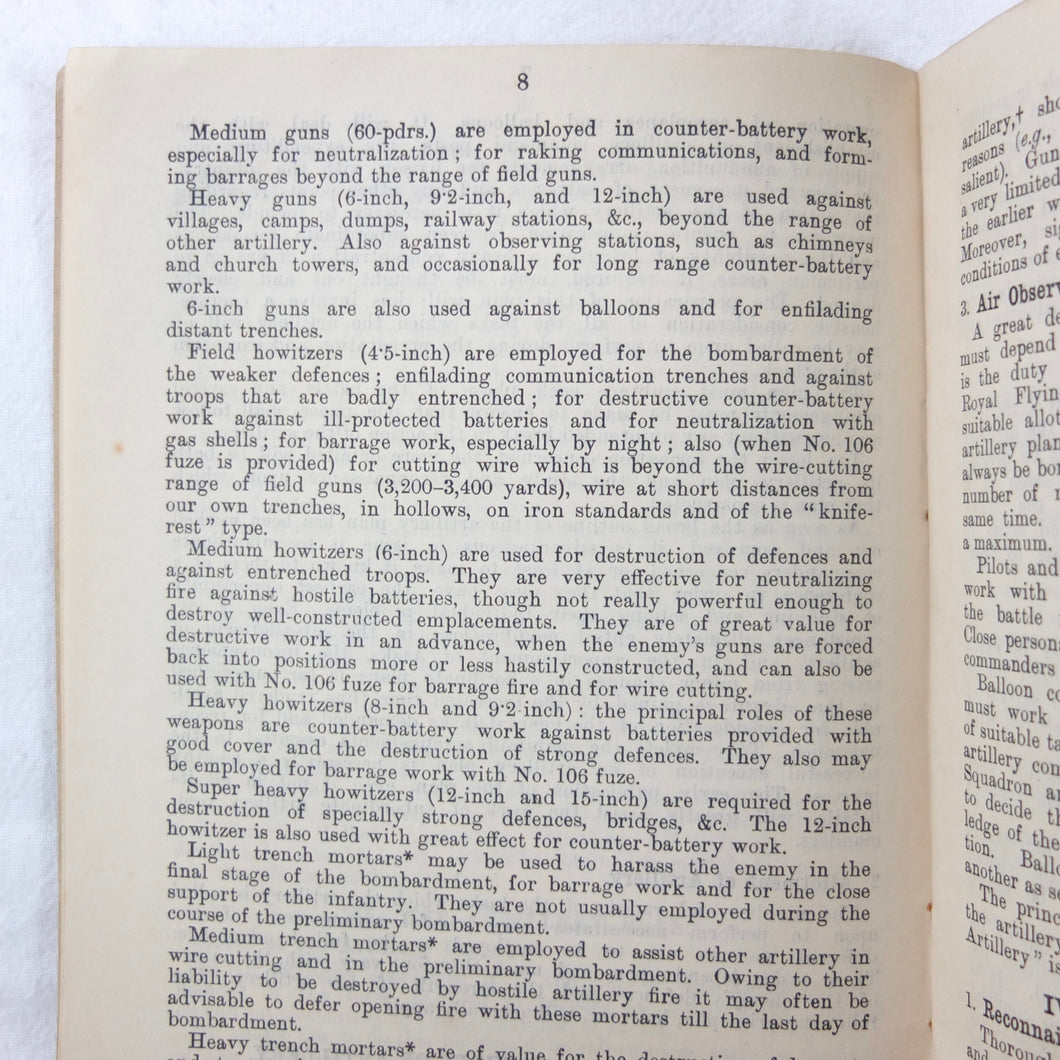 8
Medium guns (60-pdrs.) are employed in counter-battery work,
especially for neutralization; for raking communications, and form-
ing barrages beyond the range of field guns.
Heavy guns (6-inch, 9·2-inch, and 12-inch) are used against
villages, camps, dumps, railway stations, &c., beyond the range of
other artillery. Also against observing stations, such as chimneys
and church towers, and occasionally for long range counter-battery
work.
6-inch guns are also used against balloons and for enfilading
distant trenches.
Field howitzers (4·5-inch) are employed for the bombardment of
the weaker defences; enfilading communication trenches and against
troops that are badly entrenched; for destructive counter-battery
work against ill-protected batteries and for neutralization with
gas shells; for barrage work, especially by night; also (when No. 106
fuze is provided) for cutting wire which is beyond the wire-cutting
range of field guns (3,200–3,400 yards), wire at short distances from
our own trenches, in hollows, on iron standards and of the "knife-
rest" type.
Medium howitzers (6-inch) are used for destruction of defences and
against entrenched troops. They are very effective for neutralizing
fire against hostile batteries, though not really powerful enough to
destroy well-constructed emplacements. They are of great value for
destructive work in an advance, when the enemy's guns are forced
back into positions more or less hastily constructed, and can also be
used with No. 106 fuze for barrage fire and for wire cutting.
Heavy howitzers (8-inch and 9·2-inch): the principal roles of these
weapons are counter-battery work against batteries provided with
good cover and the destruction of strong defences. They also may
be employed for barrage work with No. 106 fuze.
Super heavy howitzers (12-inch and 15-inch) are required for the
destruction of specially strong defences, bridges, &c. The 12-inch
howitzer is also used with great effect for counter-battery work.
Light trench mortars* may be used to harass the enemy in the
final stage of the bombardment, for barrage work and for the close
support of the infantry. They are not usually employed during the
course of the preliminary bombardment.
Medium trench mortars* are employed to assist other artillery in
wire cutting and in the preliminary bombardment. Owing to their
liability to be destroyed by hostile artillery fire it may often be
advisable to defer opening fire with these mortars till the last day of
bombardment.
Heavy trench mortars* are of value for the
artillery,†
reasons (e.g.,
salient). Gun
a very limited
the earlier
Moreover,
conditions of
3. Air
A great
must depend
is the duty
Royal
suitable
artillery
always be
number of
same time.
a maximum.
Pilots and
work with
the battle
Close
commanders
Balloon
must work
of suitable
artillery
Squadron
to decide
of the
tion.
another as
The
the artillery
Artillery" is
1.
and